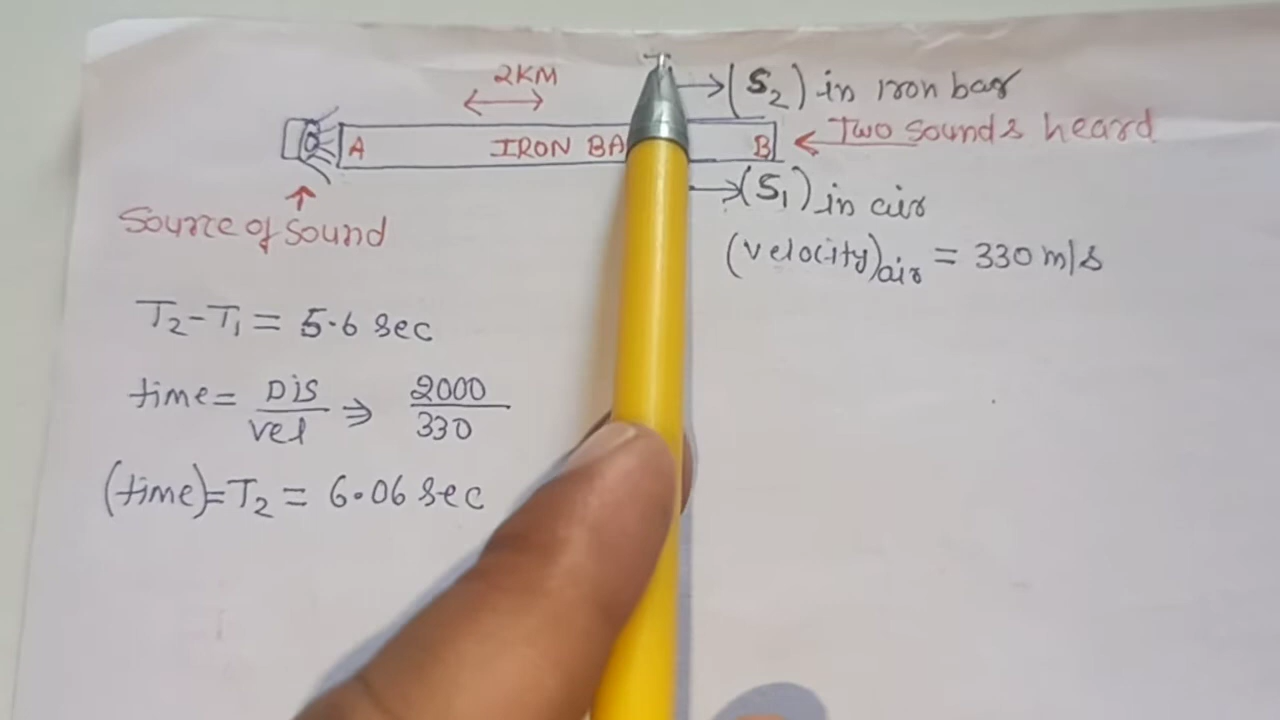 2KM
(S₂) in iron bar
A IRON BA B
Two sounds heard
(S₁) in air
Source of Sound
(velocity)air = 330 m/s
T₂-T₁ = 5.6 sec
time = Dis/vel ⇒ 2000/330
(time)=T₂ = 6.06 sec